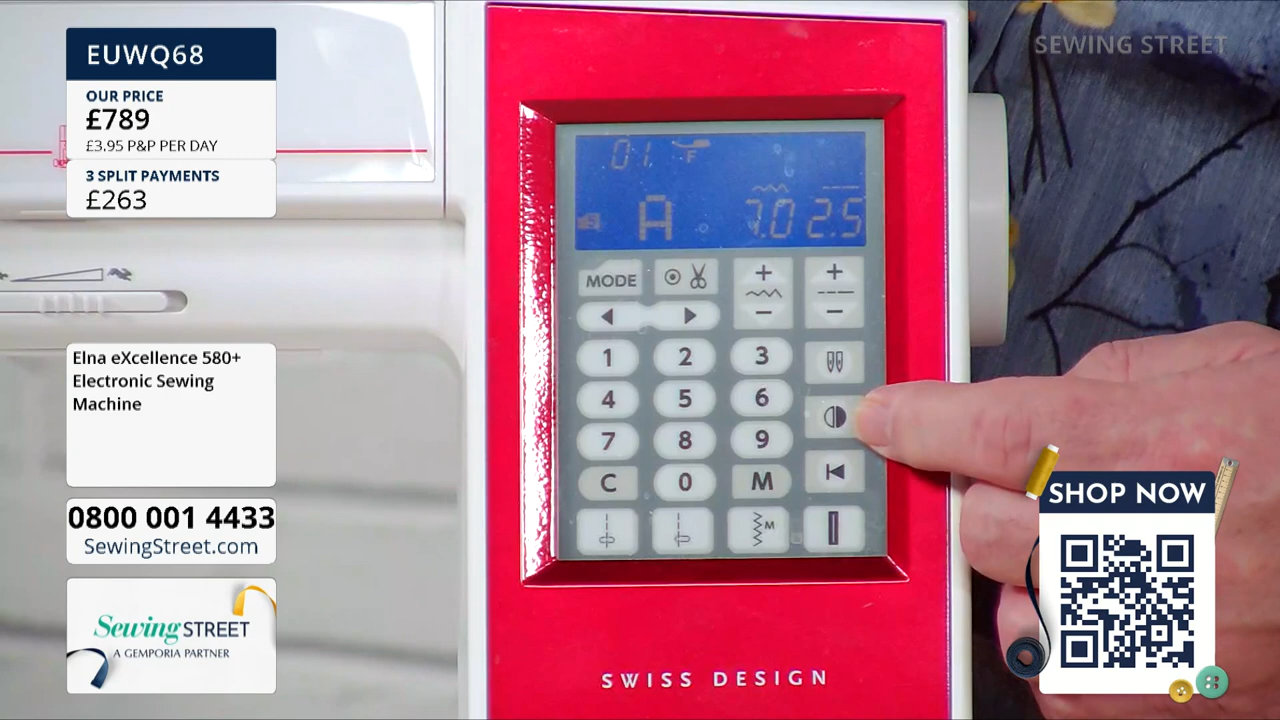 EUWQ68
OUR PRICE
£789
£3.95 P&P PER DAY
3 SPLIT PAYMENTS
£263
Elna eXcellence 580+
Electronic Sewing
Machine
0800 001 4433
SewingStreet.com
Sewing STREET
A GEMPORIA PARTNER
SEWING STREET
01 F
A 7.0 2.5
MODE
+ +
- -
1 2 3
4 5 6
7 8 9
C 0 M
M
SWISS DESIGN
SHOP NOW